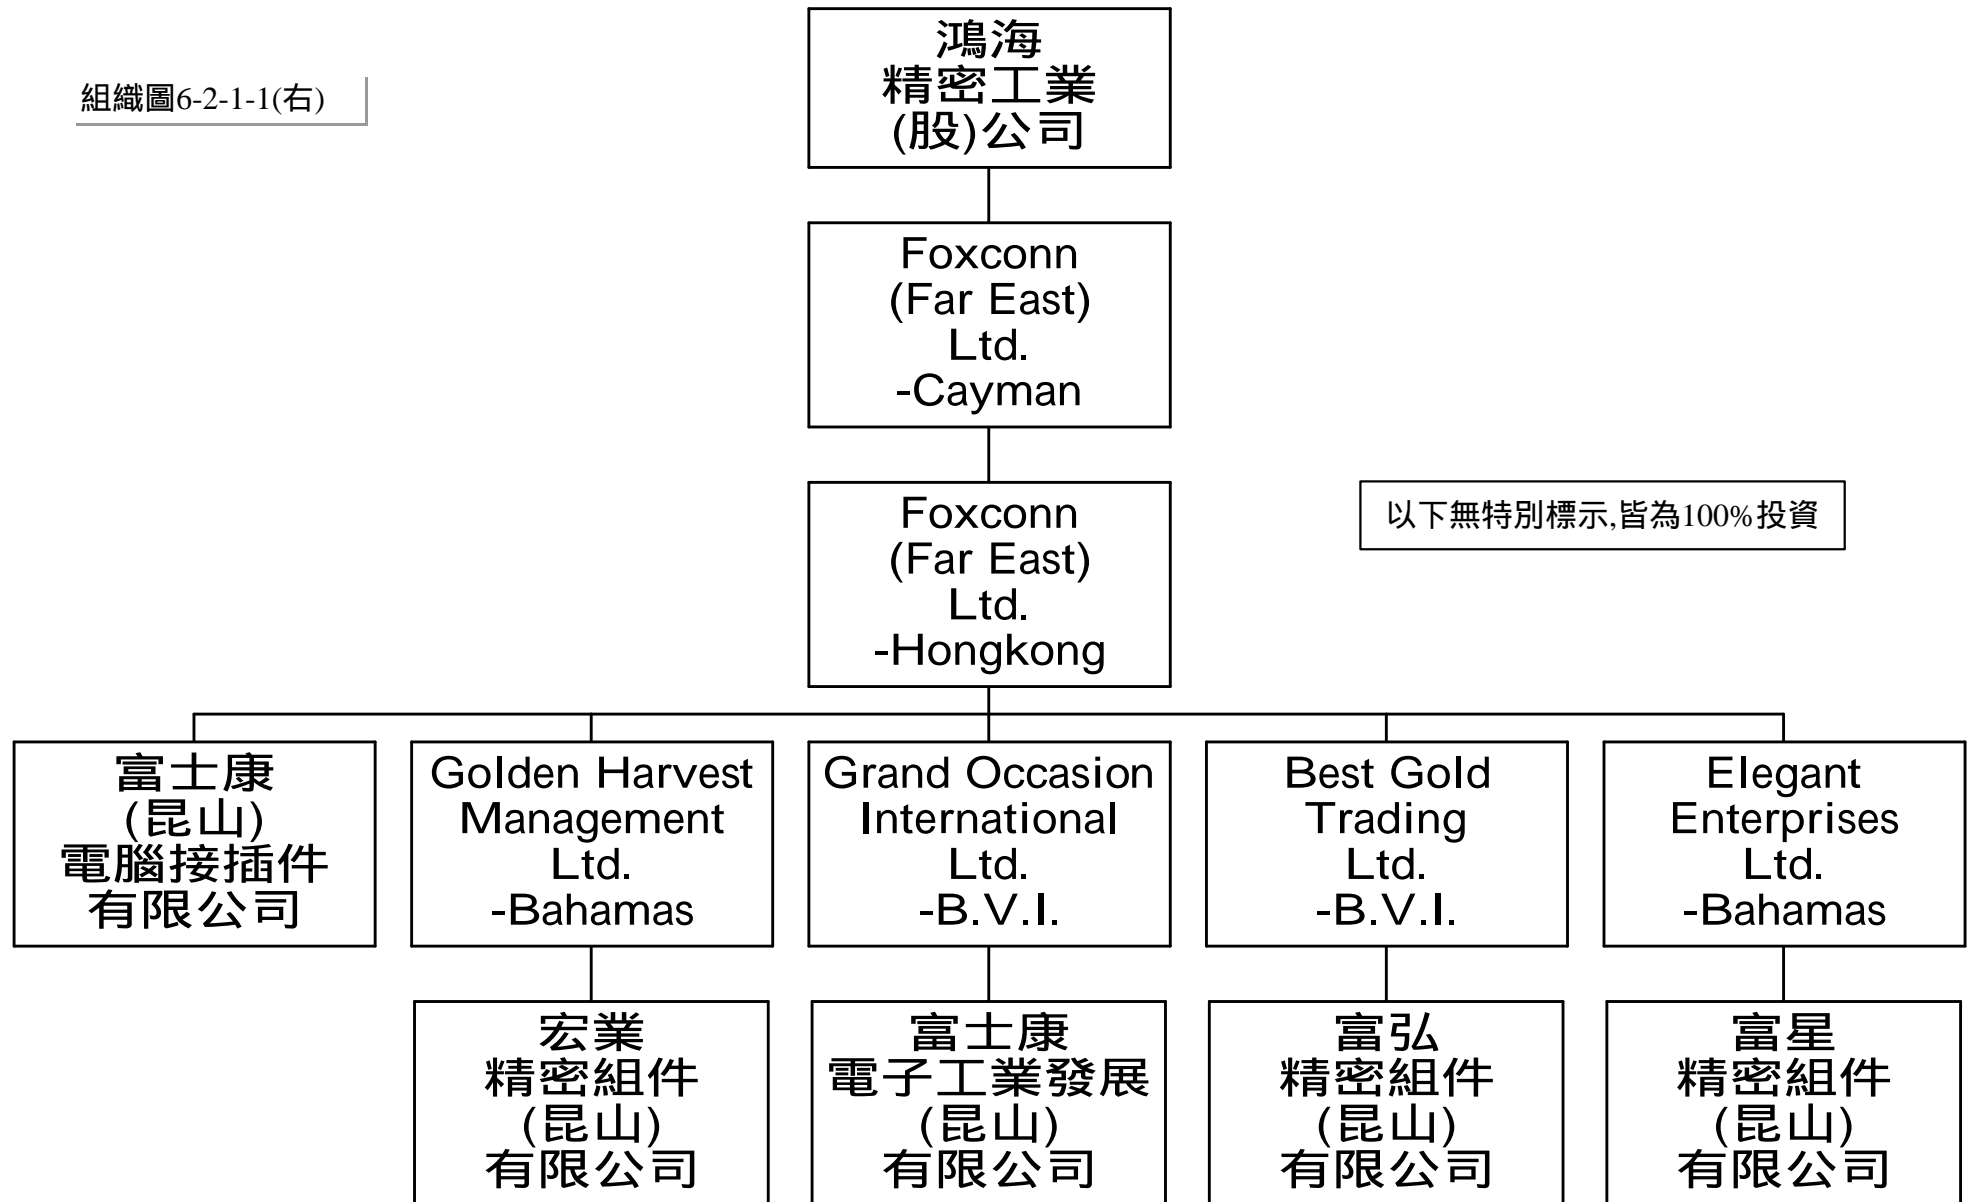 組織圖6-2-1-1(右)
鴻海
精密工業
(股)公司
Foxconn
(Far East)
Ltd.
-Cayman
Foxconn
(Far East)
Ltd.
-Hongkong
以下無特別標示,皆為100%投資
富士康
(昆山)
電腦接插件
有限公司
Golden Harvest
Management
Ltd.
-Bahamas
Grand Occasion
International
Ltd.
-B.V.I.
Best Gold
Trading
Ltd.
-B.V.I.
Elegant
Enterprises
Ltd.
-Bahamas
宏業
精密組件
(昆山)
有限公司
富士康
電子工業發展
(昆山)
有限公司
富弘
精密組件
(昆山)
有限公司
富星
精密組件
(昆山)
有限公司